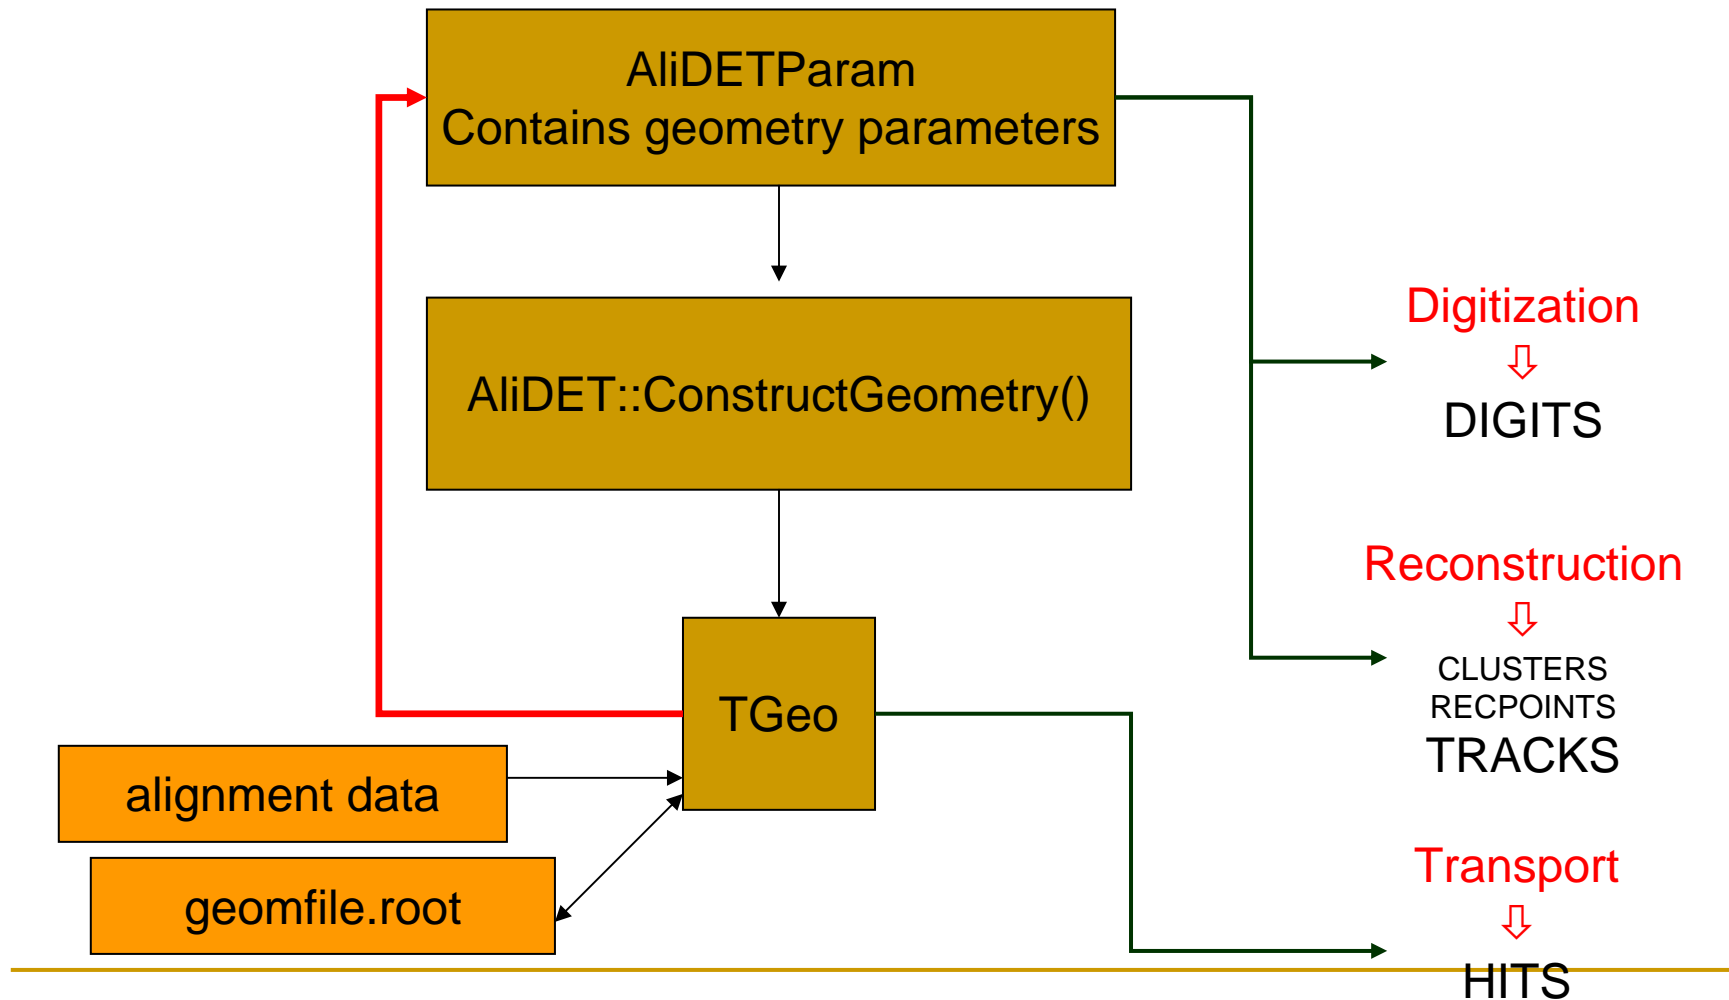 AliDETParam
Contains geometry parameters
AliDET::ConstructGeometry()
TGeo
alignment data
geomfile.root
Digitization
DIGITS
Reconstruction
CLUSTERS
RECPOINTS
TRACKS
Transport
HITS